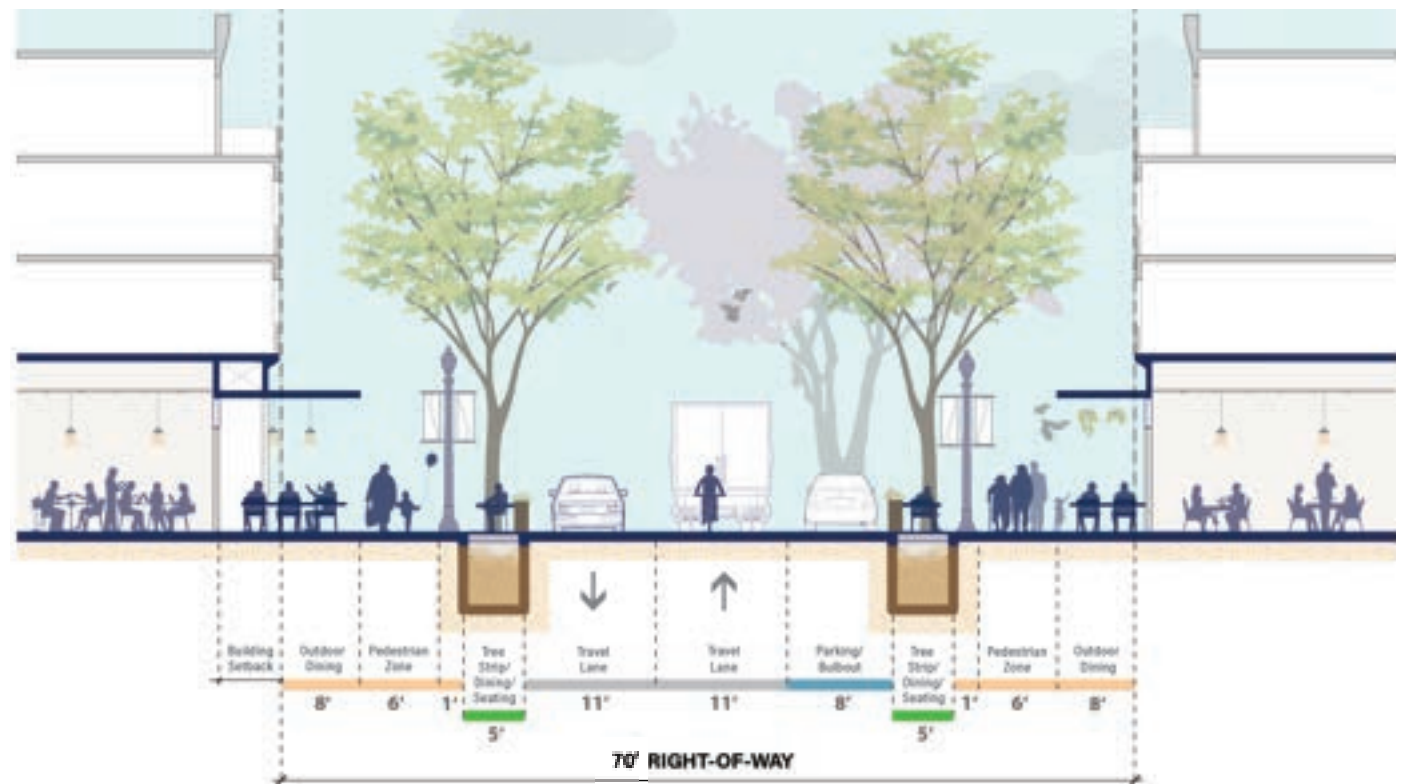 Building
Setback
Outdoor
Dining
8'
Pedestrian
Zone
6'
1'
Tree
Strip/
Dining/
Seating
5'
Travel
Lane
11'
Travel
Lane
11'
Parking/
Bulbout
8'
Tree
Strip/
Dining/
Seating
5'
1'
Pedestrian
Zone
6'
Outdoor
Dining
8'
70' RIGHT-OF-WAY